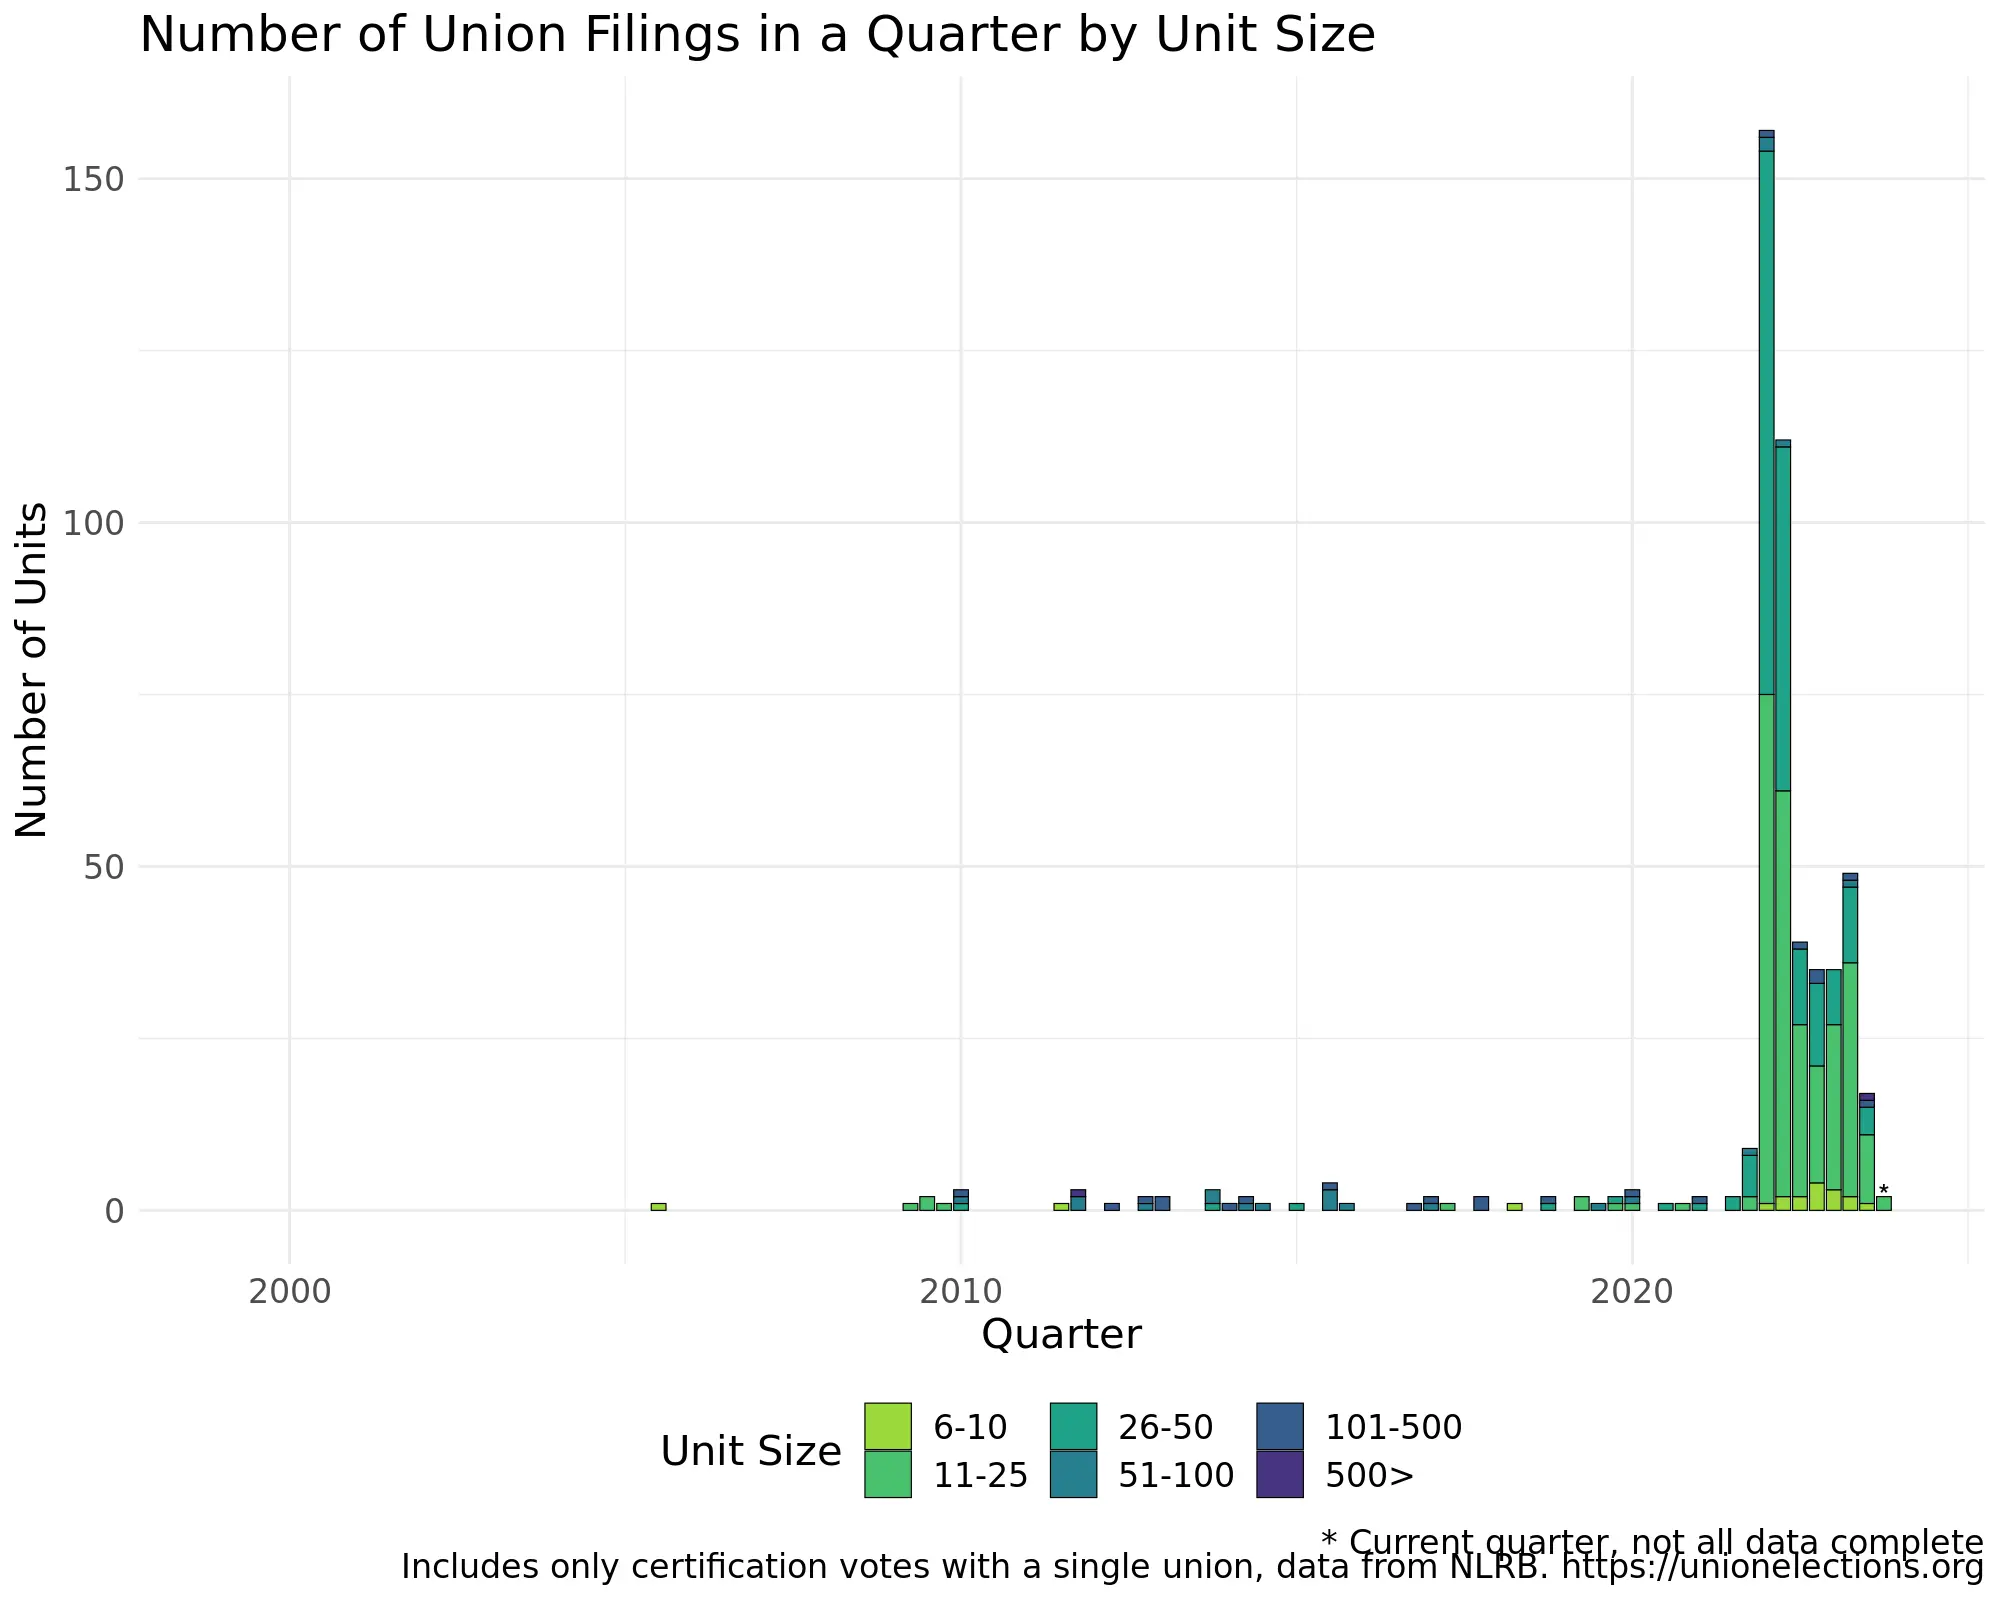 Number of Union Filings in a Quarter by Unit Size
Number of Units
150
100
50
0
*
2000 2010 2020
Quarter
Unit Size
6-10 26-50 101-500
11-25 51-100 500>
* Current quarter, not all data complete
Includes only certification votes with a single union, data from NLRB. https://unionelections.org